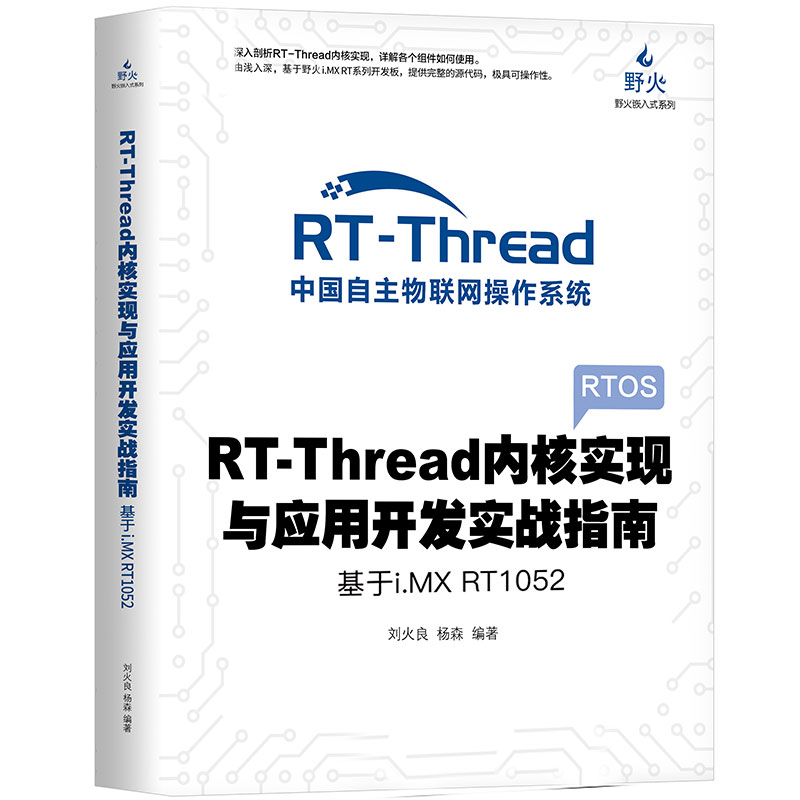 深入剖析RT-Thread内核实现,详解各个组件如何使用。
由浅入深,基于野火i.MX RT系列开发板,提供完整的源代码,极具可操作性。
野火
野火嵌入式系列
RT-Thread
中国自主物联网操作系统
RTOS
RT-Thread内核实现
与应用开发实战指南
基于i.MX RT1052
刘火良 杨森 编著
野火
野火嵌入式系列
RT-Thread内核实现与应用开发实战指南
基于i.MX RT1052
刘火良 杨森 编著